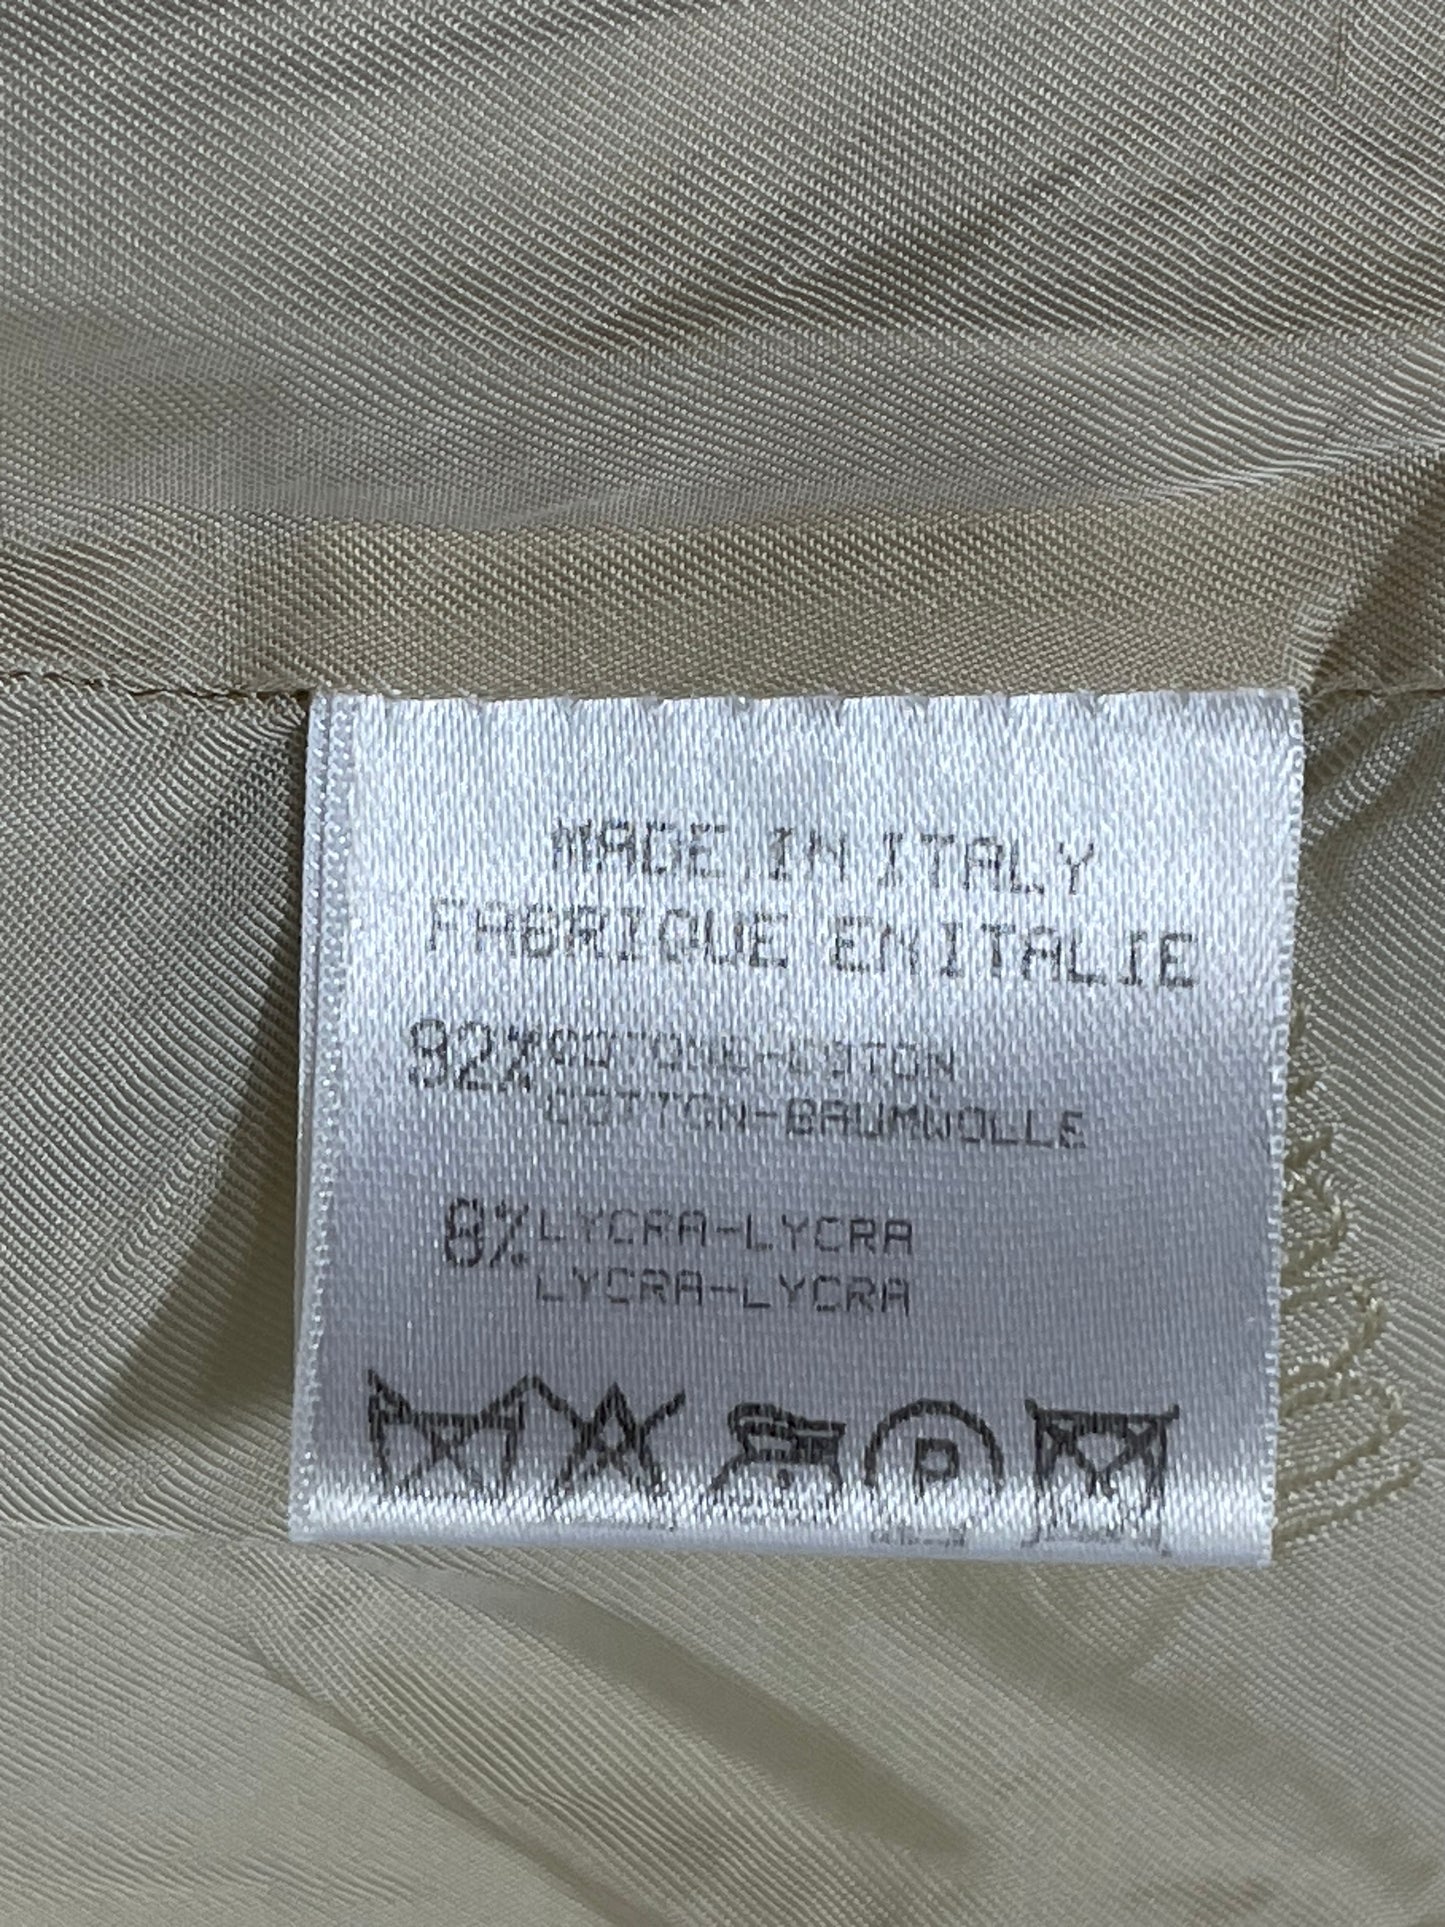 MADE IN ITALY
FABRIQUE EN ITALIE
92% COTONE-COTON
COTTON-BAUMWOLLE
8% LYCRA-LYCRA
LYCRA-LYCRA
P